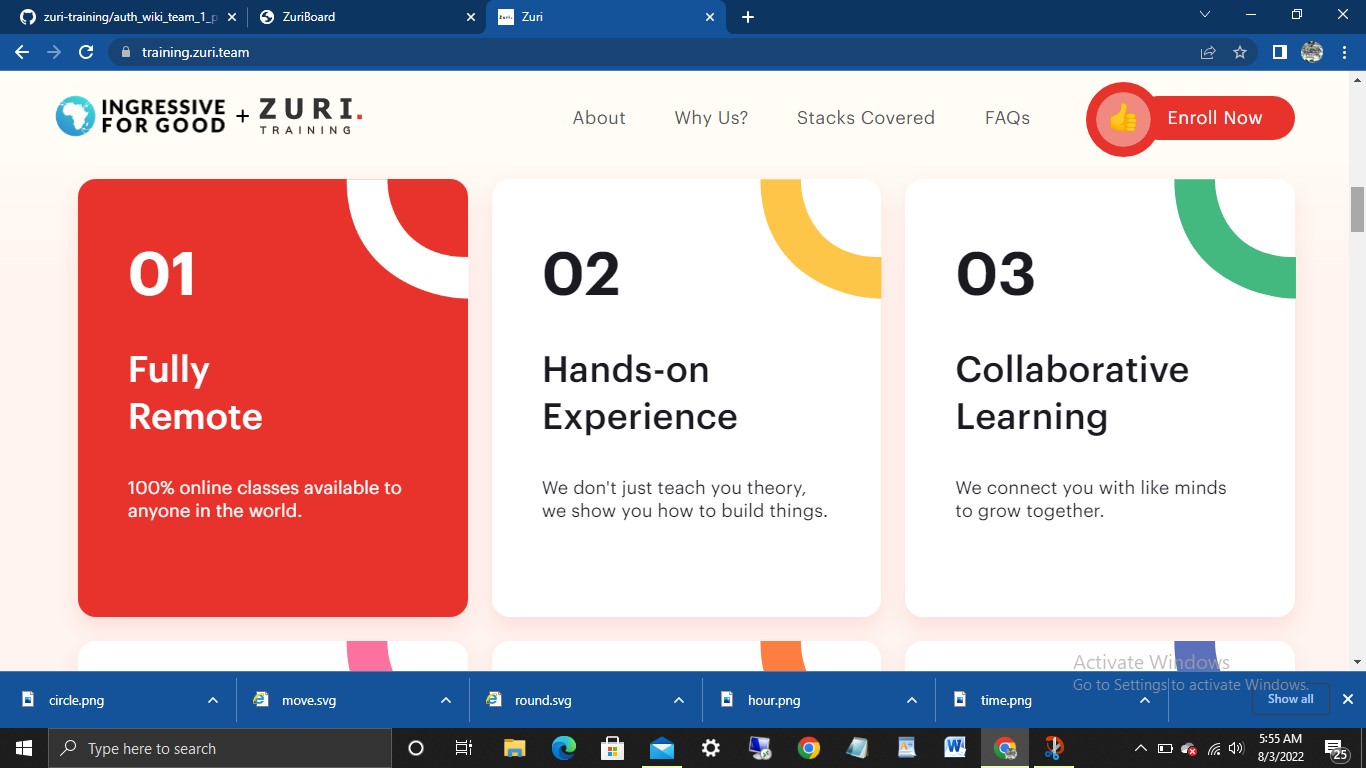 zuri-training/auth_wiki_team_1_p
ZuriBoard
Zuri
training.zuri.team
INGRESSIVE
FOR GOOD
+
ZURI.
TRAINING
About
Why Us?
Stacks Covered
FAQs
Enroll Now
01
Fully
Remote
100% online classes available to
anyone in the world.
02
Hands-on
Experience
We don't just teach you theory,
we show you how to build things.
03
Collaborative
Learning
We connect you with like minds
to grow together.
Activate Windows
Go to Settings to activate Windows.
circle.png
move.svg
round.svg
hour.png
time.png
Show all
Type here to search
5:55 AM
8/3/2022
25